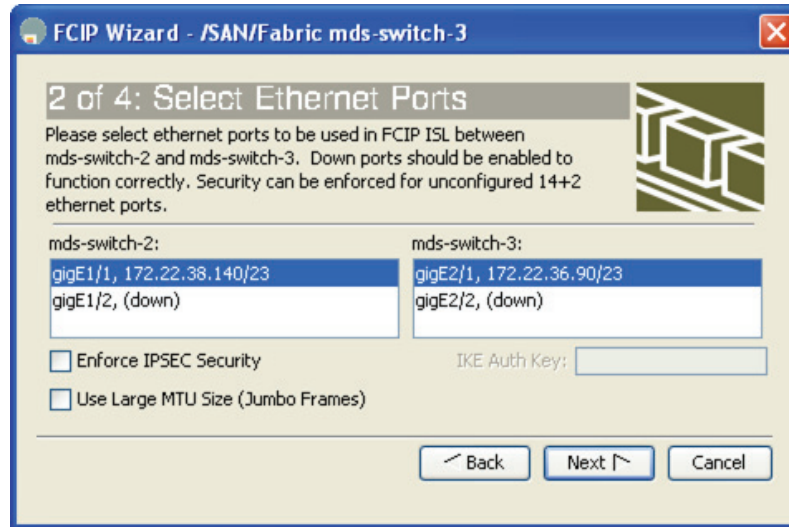 FCIP Wizard - /SAN/Fabric mds-switch-3
2 of 4: Select Ethernet Ports
Please select ethernet ports to be used in FCIP ISL between
mds-switch-2 and mds-switch-3. Down ports should be enabled to
function correctly. Security can be enforced for unconfigured 14+2
ethernet ports.
mds-switch-2:
gigE1/1, 172.22.38.140/23
gigE1/2, (down)
mds-switch-3:
gigE2/1, 172.22.36.90/23
gigE2/2, (down)
Enforce IPSEC Security
IKE Auth Key:
Use Large MTU Size (Jumbo Frames)
Back
Next
Cancel